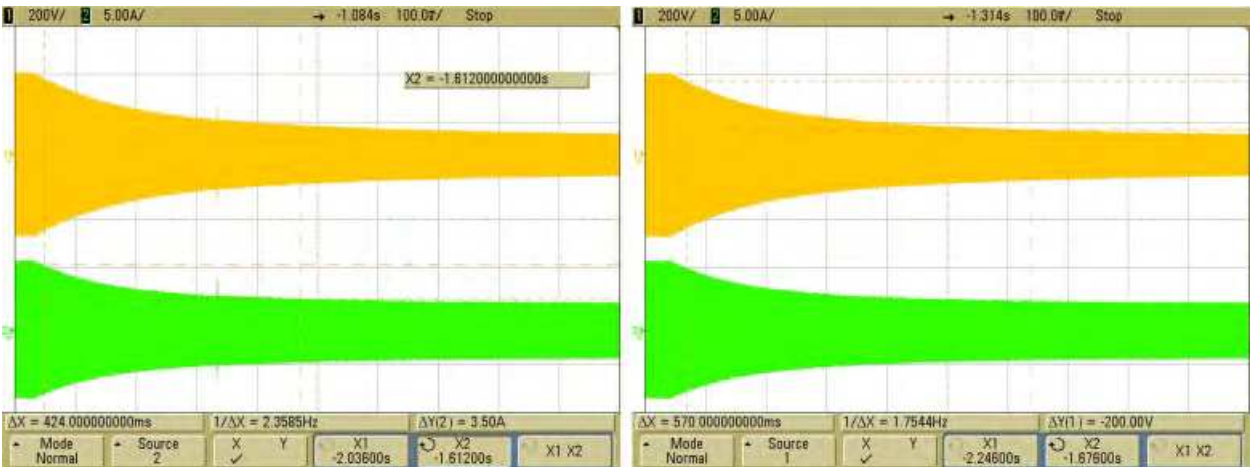 1 200V/ 2 5.00A/ -1.084s 100.0ms/ Stop
X2 = -1.612000000000s
ΔX = 424.000000000ms 1/ΔX = 2.3585Hz ΔY(2) = 3.50A
Mode Source X Y X1 X2 X1 X2
Normal 2 -2.03600s -1.61200s
1 200V/ 2 5.00A/ -1.314s 100.0ms/ Stop
ΔX = 570.000000000ms 1/ΔX = 1.7544Hz ΔY(1) = -200.00V
Mode Source X Y X1 X2 X1 X2
Normal 1 -2.24600s -1.67600s